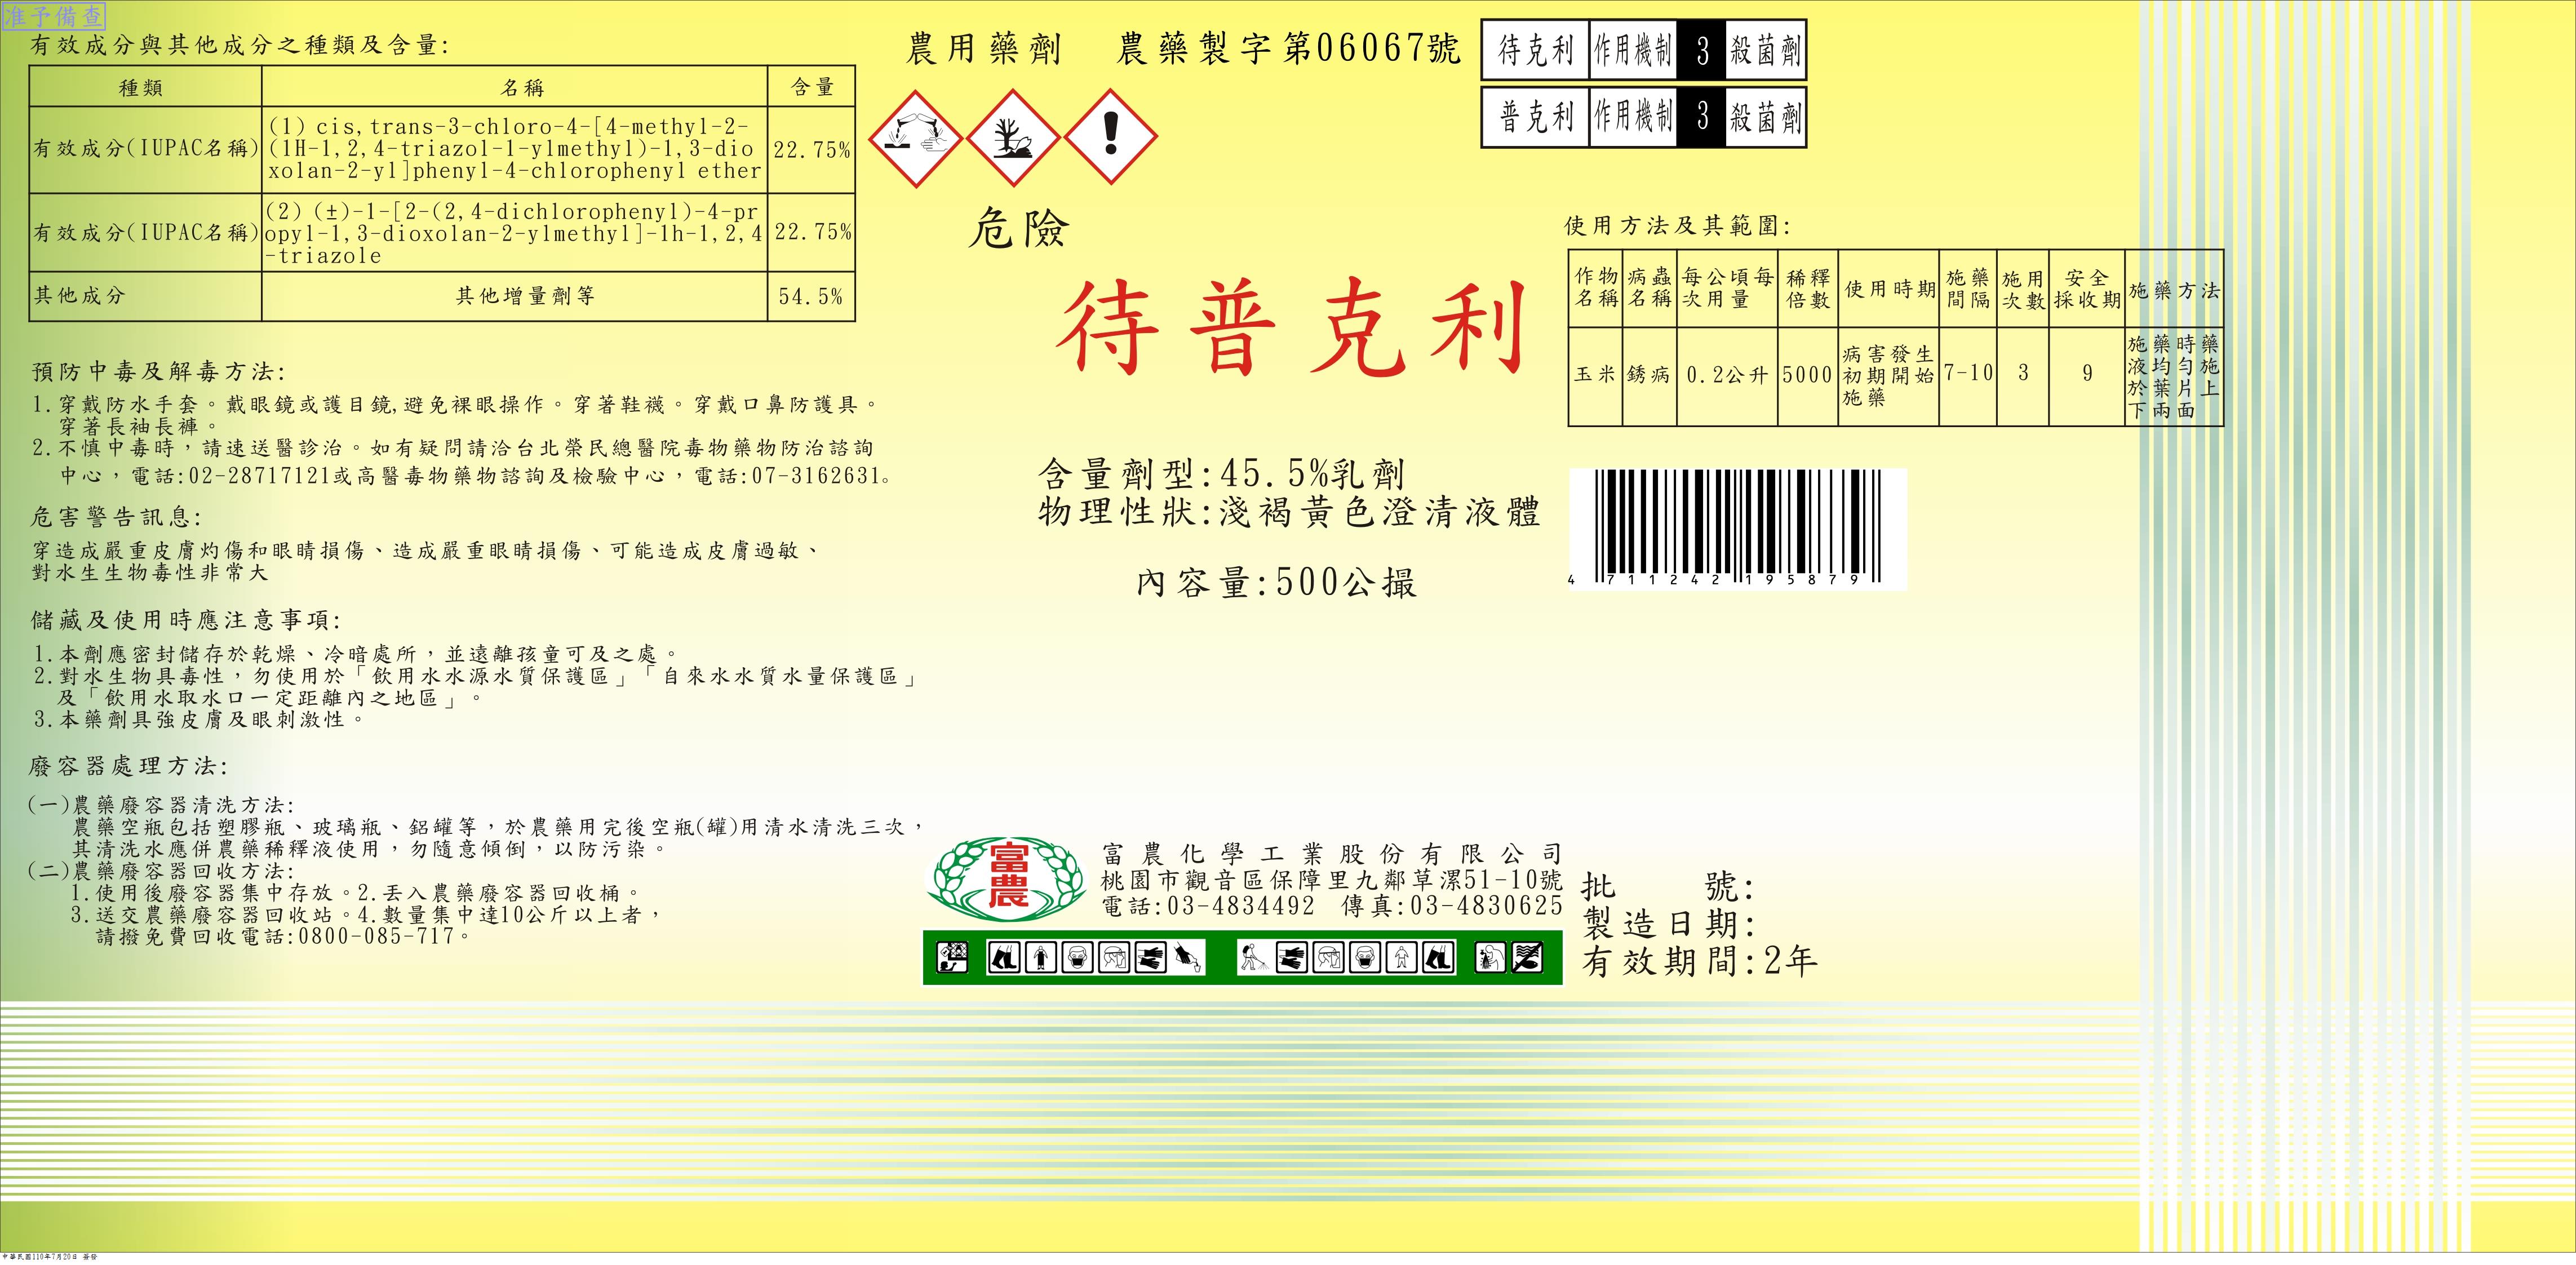 准予備查
有效成分與其他成分之種類及含量:
種類 名稱 含量
有效成分(IUPAC名稱) (1) cis,trans-3-chloro-4-[4-methyl-2-
(1H-1,2,4-triazol-1-ylmethyl)-1,3-dio
xolan-2-yl]phenyl-4-chlorophenyl ether 22.75%
有效成分(IUPAC名稱) (2) (±)-1-[2-(2,4-dichlorophenyl)-4-pr
opyl-1,3-dioxolan-2-ylmethyl]-1h-1,2,4
-triazole 22.75%
其他成分 其他增量劑等 54.5%
預防中毒及解毒方法:
1.穿戴防水手套。戴眼鏡或護目鏡,避免裸眼操作。穿著鞋襪。穿戴口鼻防護具。
穿著長袖長褲。
2.不慎中毒時，請速送醫診治。如有疑問請洽台北榮民總醫院毒物藥物防治諮詢
中心，電話:02-28717121或高醫毒物藥物諮詢及檢驗中心，電話:07-3162631。
危害警告訊息:
穿造成嚴重皮膚灼傷和眼睛損傷、造成嚴重眼睛損傷、可能造成皮膚過敏、
對水生生物毒性非常大
儲藏及使用時應注意事項:
1.本劑應密封儲存於乾燥、冷暗處所，並遠離孩童可及之處。
2.對水生物具毒性，勿使用於「飲用水水源水質保護區」「自來水水質水量保護區」
及「飲用水取水口一定距離內之地區」。
3.本藥劑具強皮膚及眼刺激性。
廢容器處理方法:
(一)農藥廢容器清洗方法:
農藥空瓶包括塑膠瓶、玻璃瓶、鋁罐等，於農藥用完後空瓶(罐)用清水清洗三次，
其清洗水應併農藥稀釋液使用，勿隨意傾倒，以防污染。
(二)農藥廢容器回收方法:
1.使用後廢容器集中存放。2.丟入農藥廢容器回收桶。
3.送交農藥廢容器回收站。4.數量集中達10公斤以上者，
請撥免費回收電話:0800-085-717。
農用藥劑 農藥製字第06067號
危險
待普克利
含量劑型:45.5%乳劑
物理性狀:淺褐黃色澄清液體
內容量:500公撮
富農
富農化學工業股份有限公司
桃園市觀音區保障里九鄰草漯51-10號
電話:03-4834492 傳真:03-4830625
待克利 作用機制 3 殺菌劑
普克利 作用機制 3 殺菌劑
使用方法及其範圍:
作物名稱 病蟲名稱 每公頃每次用量 稀釋倍數 使用時期 施藥間隔 施用次數 安全採收期 施藥方法
玉米 銹病 0.2公升 5000 病害發生初期開始施藥 7-10 3 9 施藥時藥液均勻施於葉片上下兩面
4 711242 195879
批 號:
製造日期:
有效期間:2年
中華民國110年7月20日 簽發